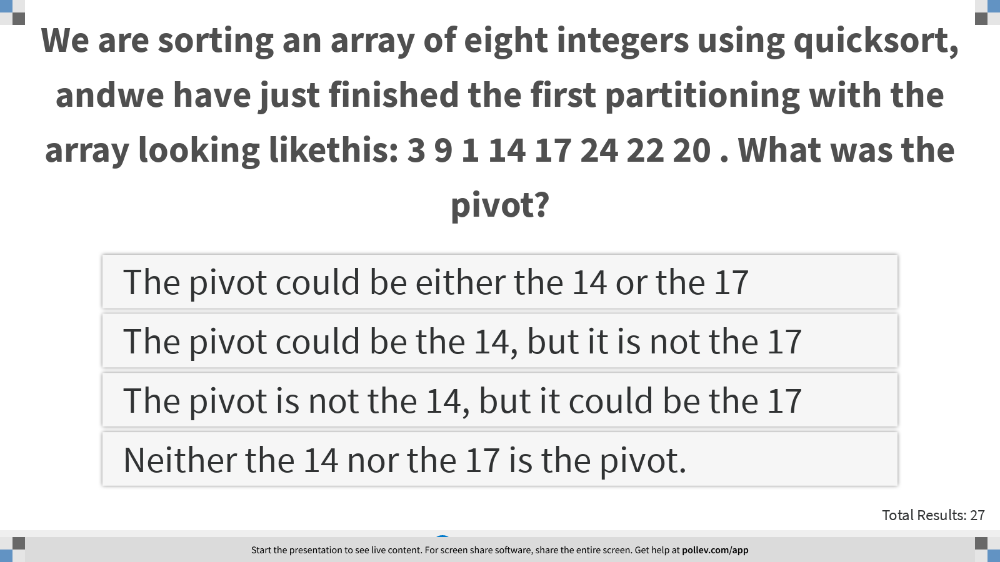 We are sorting an array of eight integers using quicksort,
andwe have just finished the first partitioning with the
array looking likethis: 3 9 1 14 17 24 22 20 . What was the
pivot?
The pivot could be either the 14 or the 17
The pivot could be the 14, but it is not the 17
The pivot is not the 14, but it could be the 17
Neither the 14 nor the 17 is the pivot.
Total Results: 27
Start the presentation to see live content. For screen share software, share the entire screen. Get help at pollev.com/app